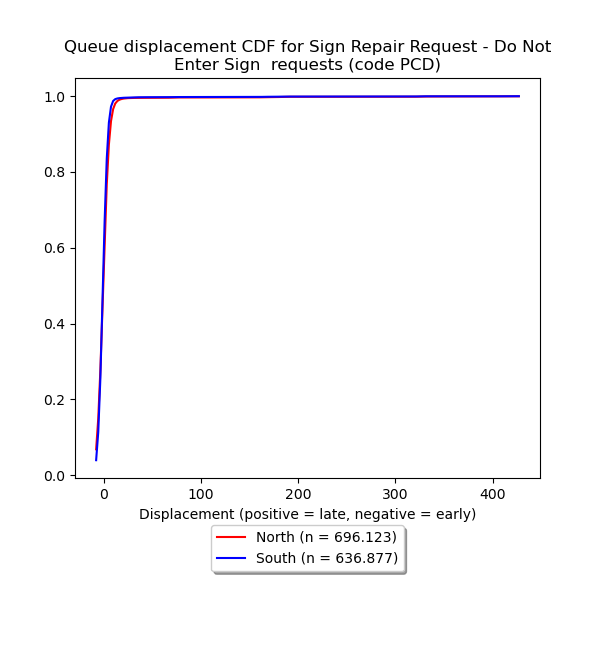 Queue displacement CDF for Sign Repair Request - Do Not
Enter Sign  requests (code PCD)
1.0
0.8
0.6
0.4
0.2
0.0
0
100
200
300
400
Displacement (positive = late, negative = early)
North (n = 696.123)
South (n = 636.877)